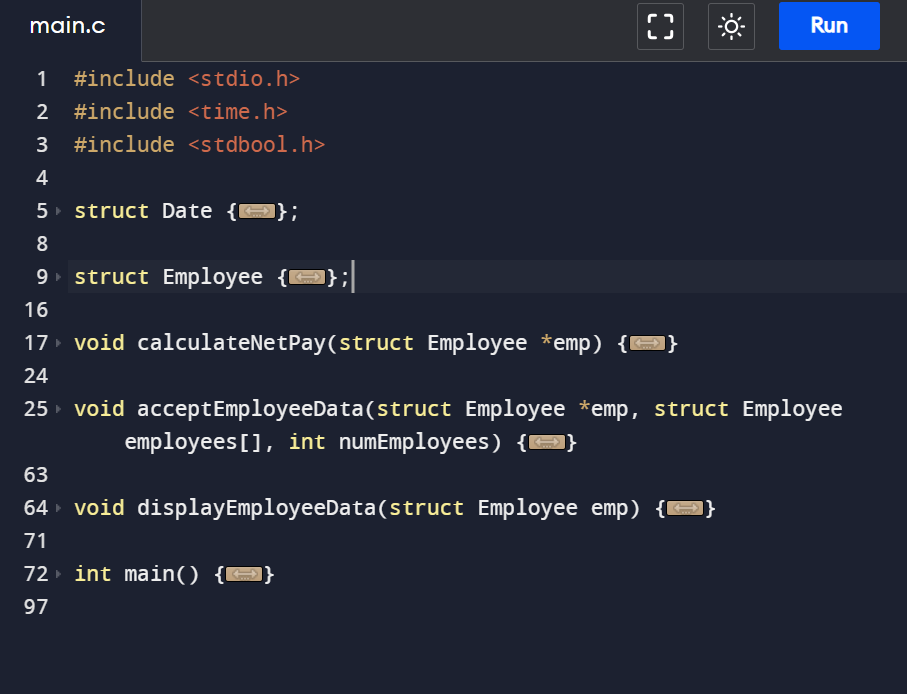 main.c
Run
1 #include <stdio.h>
2 #include <time.h>
3 #include <stdbool.h>
4
5 struct Date {};
8
9 struct Employee {};
16
17 void calculateNetPay(struct Employee *emp) {}
24
25 void acceptEmployeeData(struct Employee *emp, struct Employee
employees[], int numEmployees) {}
63
64 void displayEmployeeData(struct Employee emp) {}
71
72 int main() {}
97